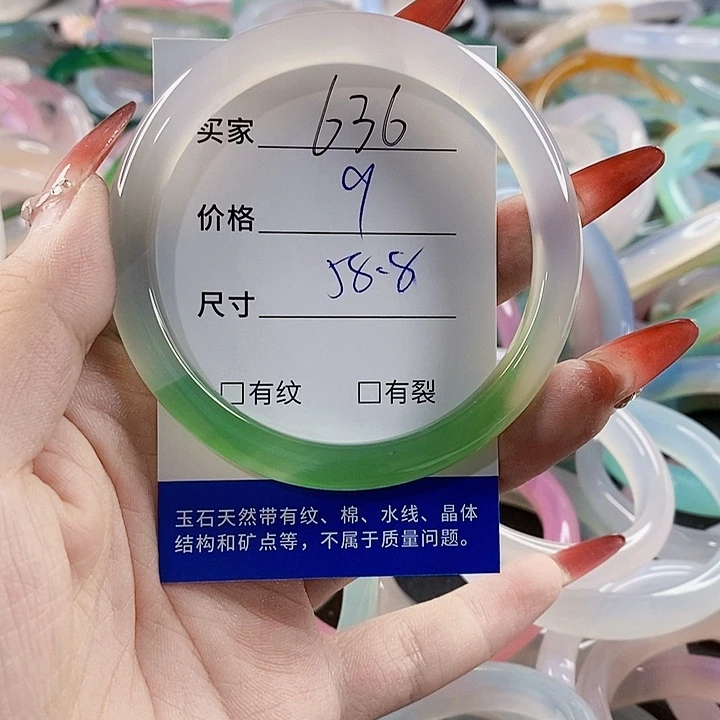 买家 636
价格 9
尺寸 58.8
□有纹 □有裂
玉石天然带有纹、棉、水线、晶体
结构和矿点等，不属于质量问题。